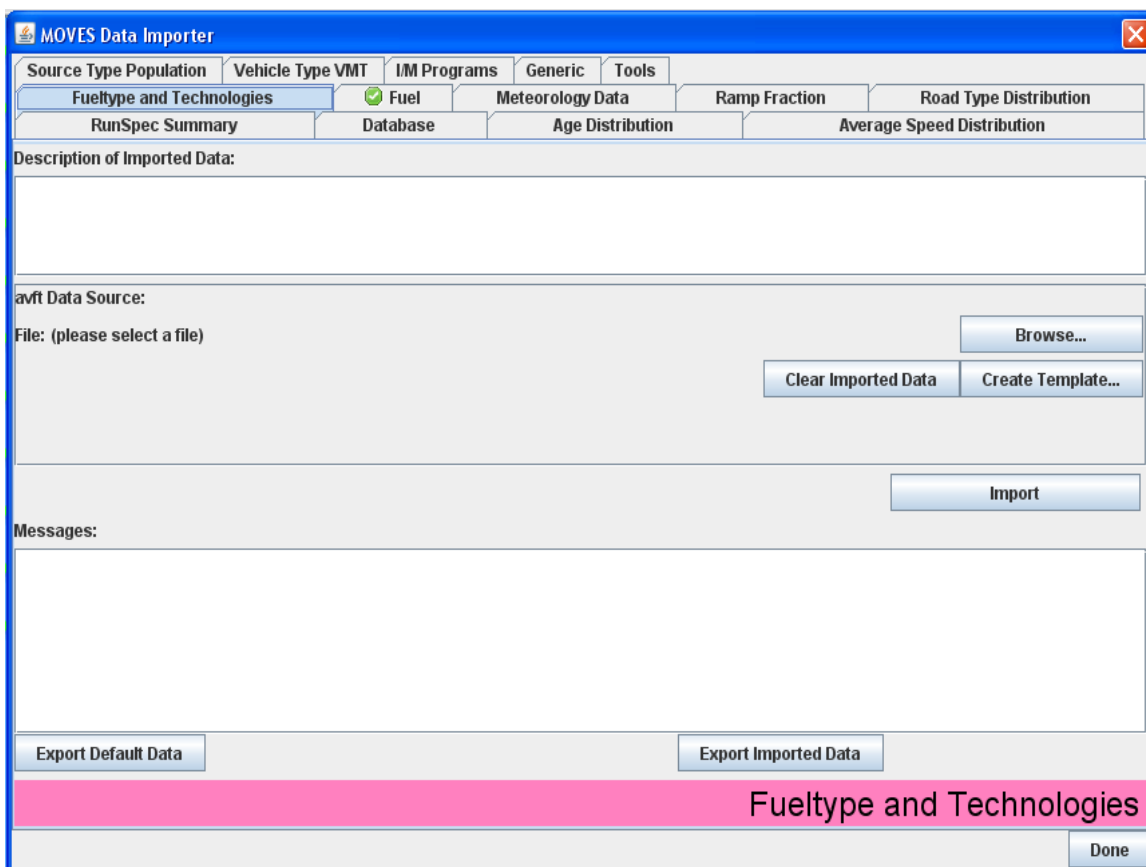 MOVES Data Importer
Source Type Population Vehicle Type VMT I/M Programs Generic Tools
Fueltype and Technologies Fuel Meteorology Data Ramp Fraction Road Type Distribution
RunSpec Summary Database Age Distribution Average Speed Distribution
Description of Imported Data:
avft Data Source:
File: (please select a file) Browse...
Clear Imported Data Create Template...
Import
Messages:
Export Default Data Export Imported Data
Fueltype and Technologies
Done